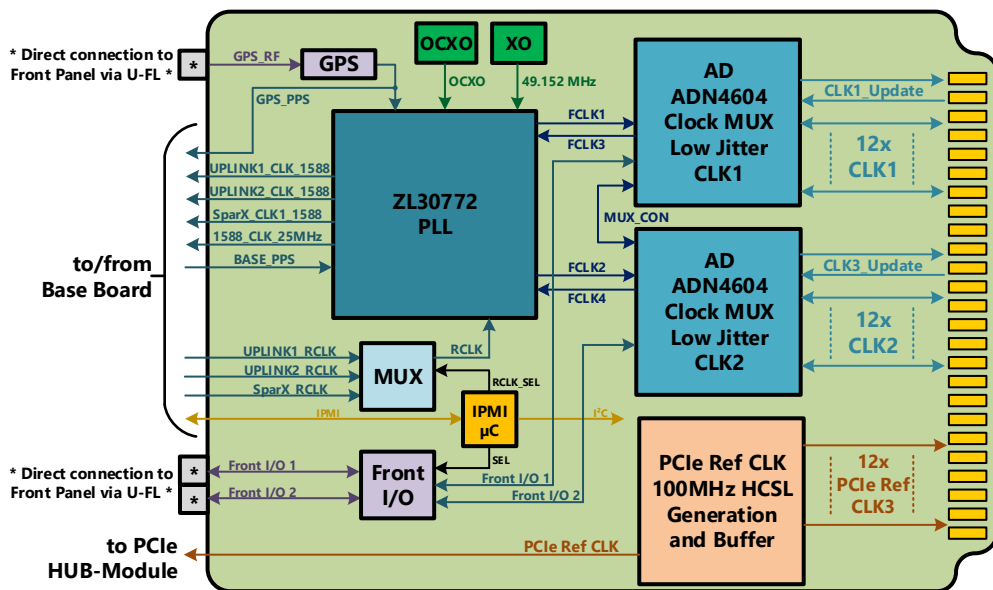 * Direct connection to
Front Panel via U-FL *
*
GPS_RF
GPS
GPS_PPS
OCXO
XO
OCXO
49.152 MHz
AD
ADN4604
Clock MUX
Low Jitter
CLK1
CLK1_Update
12x
CLK1
FCLK1
FCLK3
ZL30772
PLL
UPLINK1_CLK_1588
UPLINK2_CLK_1588
SparX_CLK1_1588
1588_CLK_25MHz
BASE_PPS
to/from
Base Board
MUX_CON
FCLK2
FCLK4
AD
ADN4604
Clock MUX
Low Jitter
CLK2
CLK3_Update
12x
CLK2
UPLINK1_RCLK
UPLINK2_RCLK
SparX_RCLK
MUX
RCLK
RCLK_SEL
IPMI
IPMI
µC
I²C
SEL
* Direct connection to
Front Panel via U-FL *
*
*
Front I/O 1
Front I/O 2
Front
I/O
Front I/O 1
Front I/O 2
PCIe Ref CLK
100MHz HCSL
Generation
and Buffer
12x
PCIe Ref
CLK3
to PCIe
HUB-Module
PCIe Ref CLK